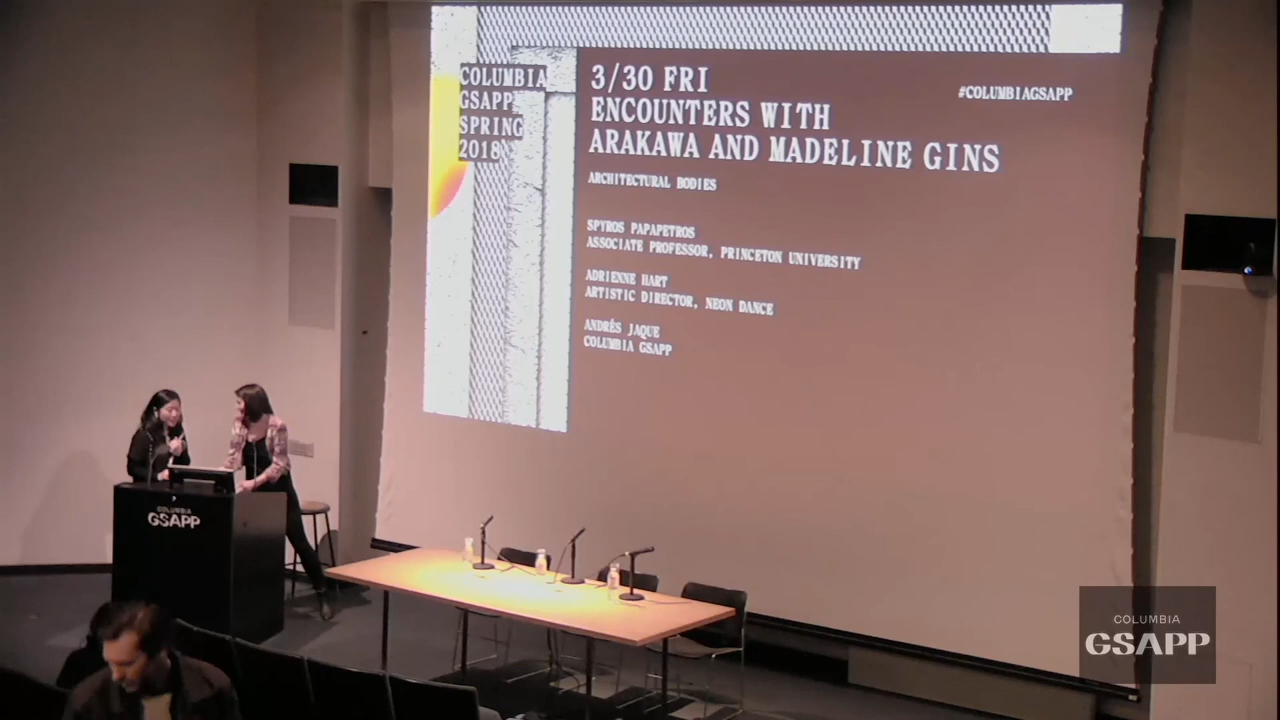 COLUMBIA
GSAPP
SPRING
2018
3/30 FRI
ENCOUNTERS WITH
ARAKAWA AND MADELINE GINS
#COLUMBIAGSAPP
ARCHITECTURAL BODIES
SPYROS PAPAPETROS
ASSOCIATE PROFESSOR, PRINCETON UNIVERSITY
ADRIENNE HART
ARTISTIC DIRECTOR, NEON DANCE
ANDRÉS JAQUE
COLUMBIA GSAPP
COLUMBIA
GSAPP
COLUMBIA
GSAPP